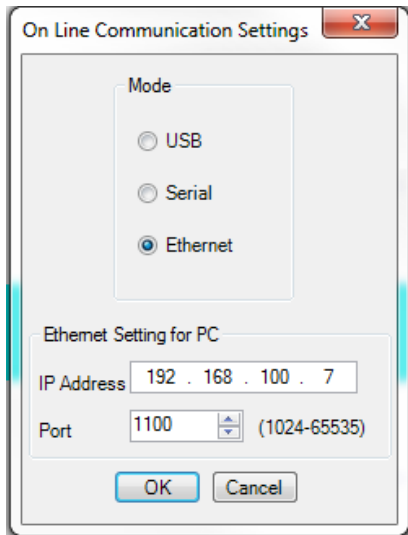 On Line Communication Settings
Mode
USB
Serial
Ethernet
Ethernet Setting for PC
IP Address 192 . 168 . 100 . 7
Port 1100 (1024-65535)
OK Cancel